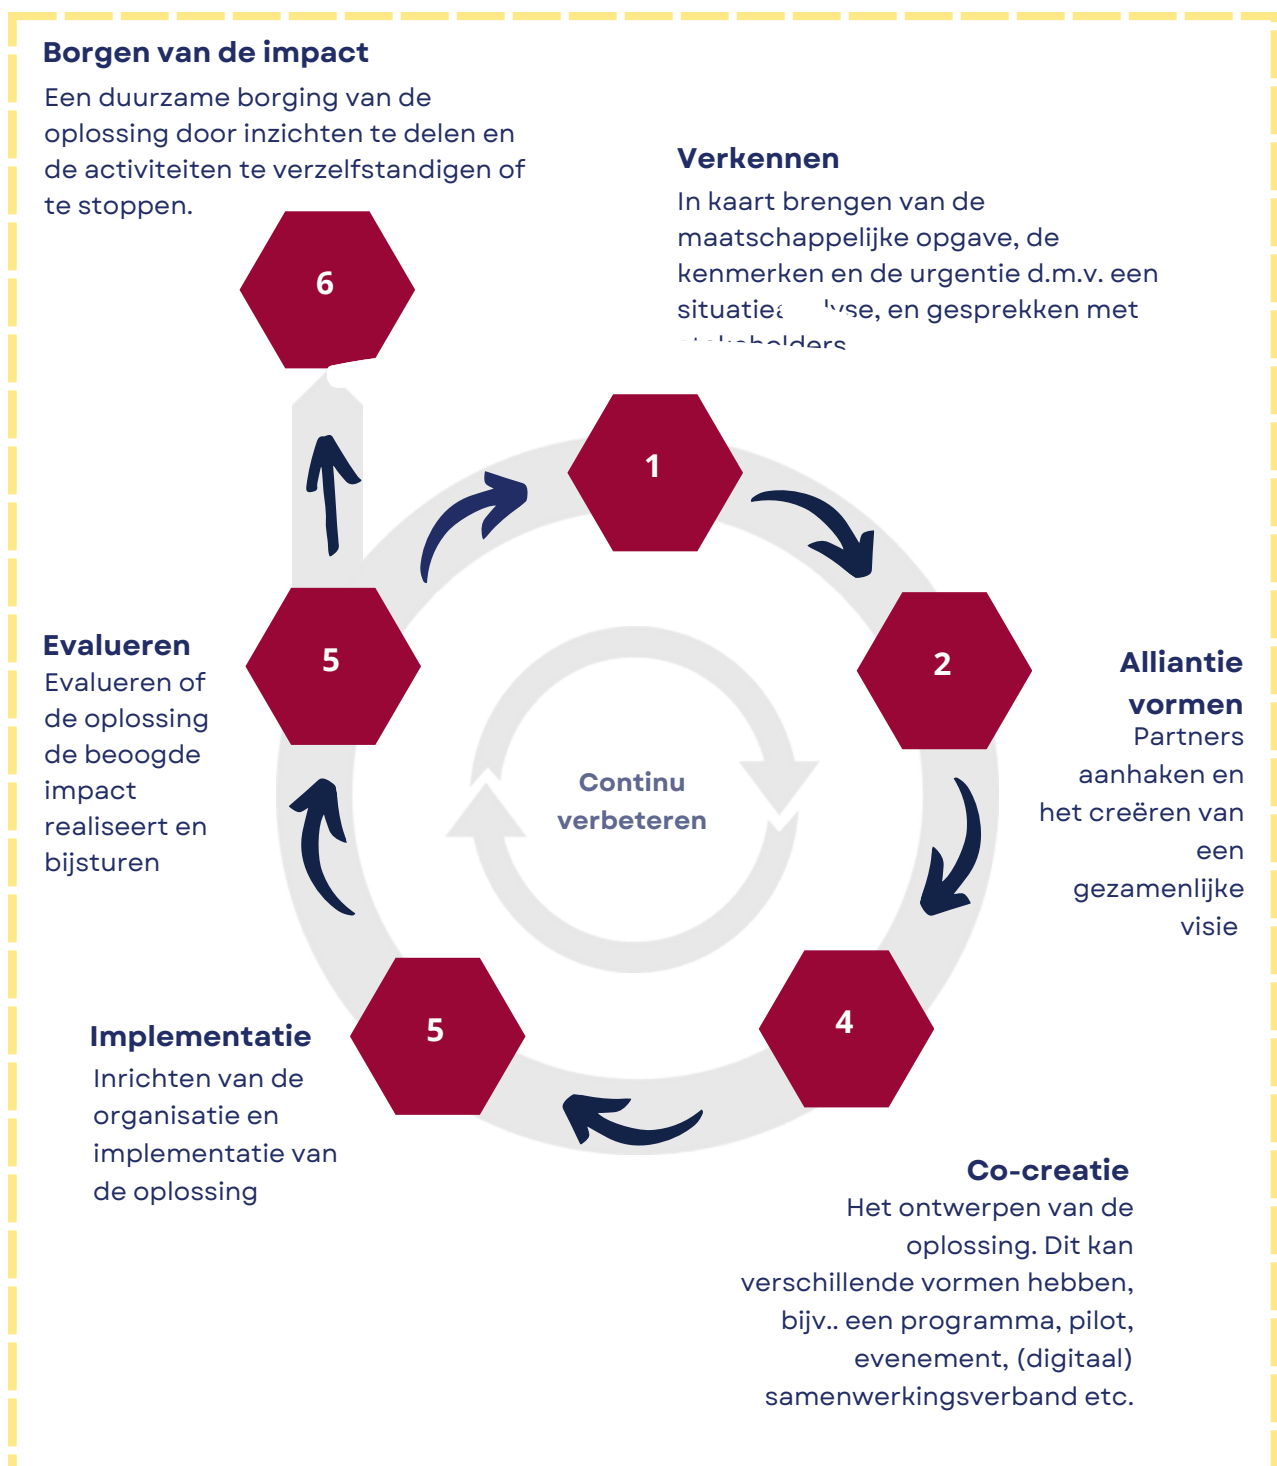 Borgen van de impact
Een duurzame borging van de
oplossing door inzichten te delen en
de activiteiten te verzelfstandigen of
te stoppen.
6
Verkennen
In kaart brengen van de
maatschappelijke opgave, de
kenmerken en de urgentie d.m.v. een
en gesprekken met
1
2
Alliantie
vormen
Partners
aanhaken en
het creëren van
een
gezamenlijke
visie
4
Co-creatie
Het ontwerpen van de
oplossing. Dit kan
verschillende vormen hebben,
bijv.. een programma, pilot,
evenement, (digitaal)
samenwerkingsverband etc.
5
Implementatie
Inrichten van de
organisatie en
implementatie van
de oplossing
5
Evalueren
Evalueren of
de oplossing
de beoogde
impact
realiseert en
bijsturen
Continu
verbeteren